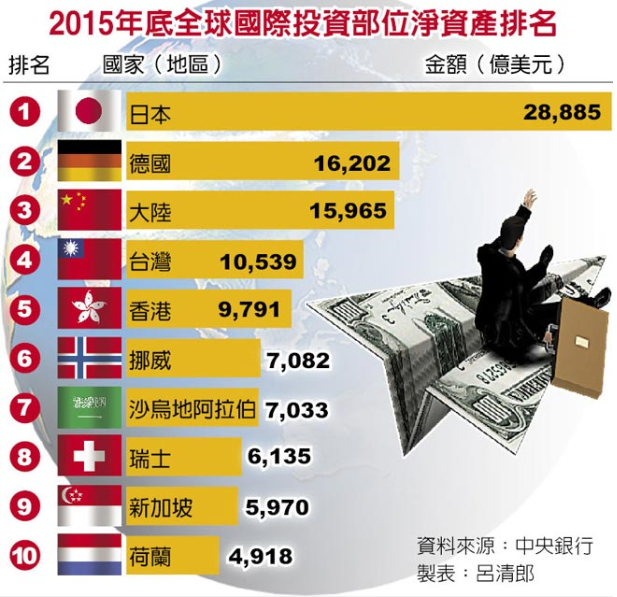 2015年底全球國際投資部位淨資產排名
排名 國家（地區） 金額（億美元）
1 日本 28,885
2 德國 16,202
3 大陸 15,965
4 台灣 10,539
5 香港 9,791
6 挪威 7,082
7 沙烏地阿拉伯 7,033
8 瑞士 6,135
9 新加坡 5,970
10 荷蘭 4,918
資料來源：中央銀行
製表：呂清郎